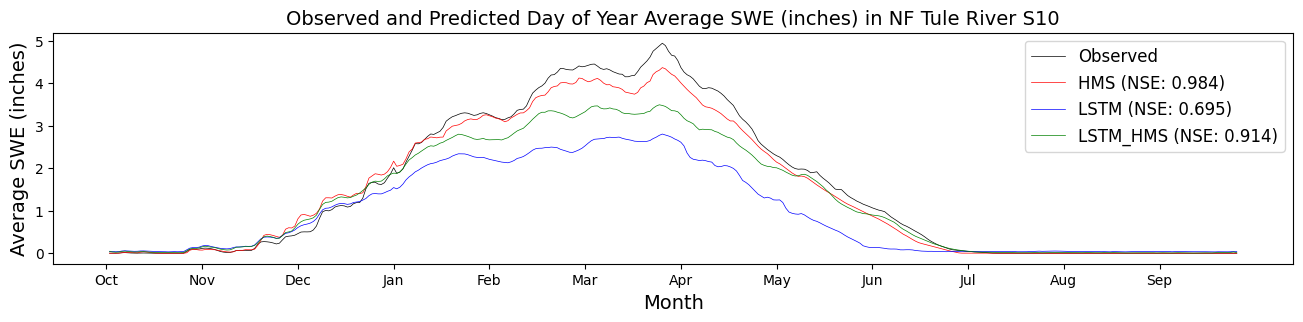 Observed and Predicted Day of Year Average SWE (inches) in NF Tule River S10
Average SWE (inches)
5
4
3
2
1
0
Observed
HMS (NSE: 0.984)
LSTM (NSE: 0.695)
LSTM_HMS (NSE: 0.914)
Oct Nov Dec Jan Feb Mar Apr May Jun Jul Aug Sep
Month